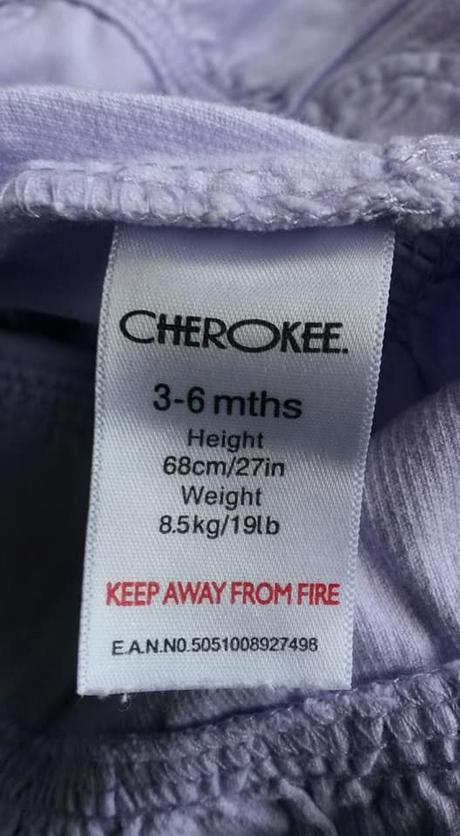 CHEROKEE.
3-6 mths
Height
68cm/27in
Weight
8.5kg/19lb
KEEP AWAY FROM FIRE
E.A.N.NO.5051008927498